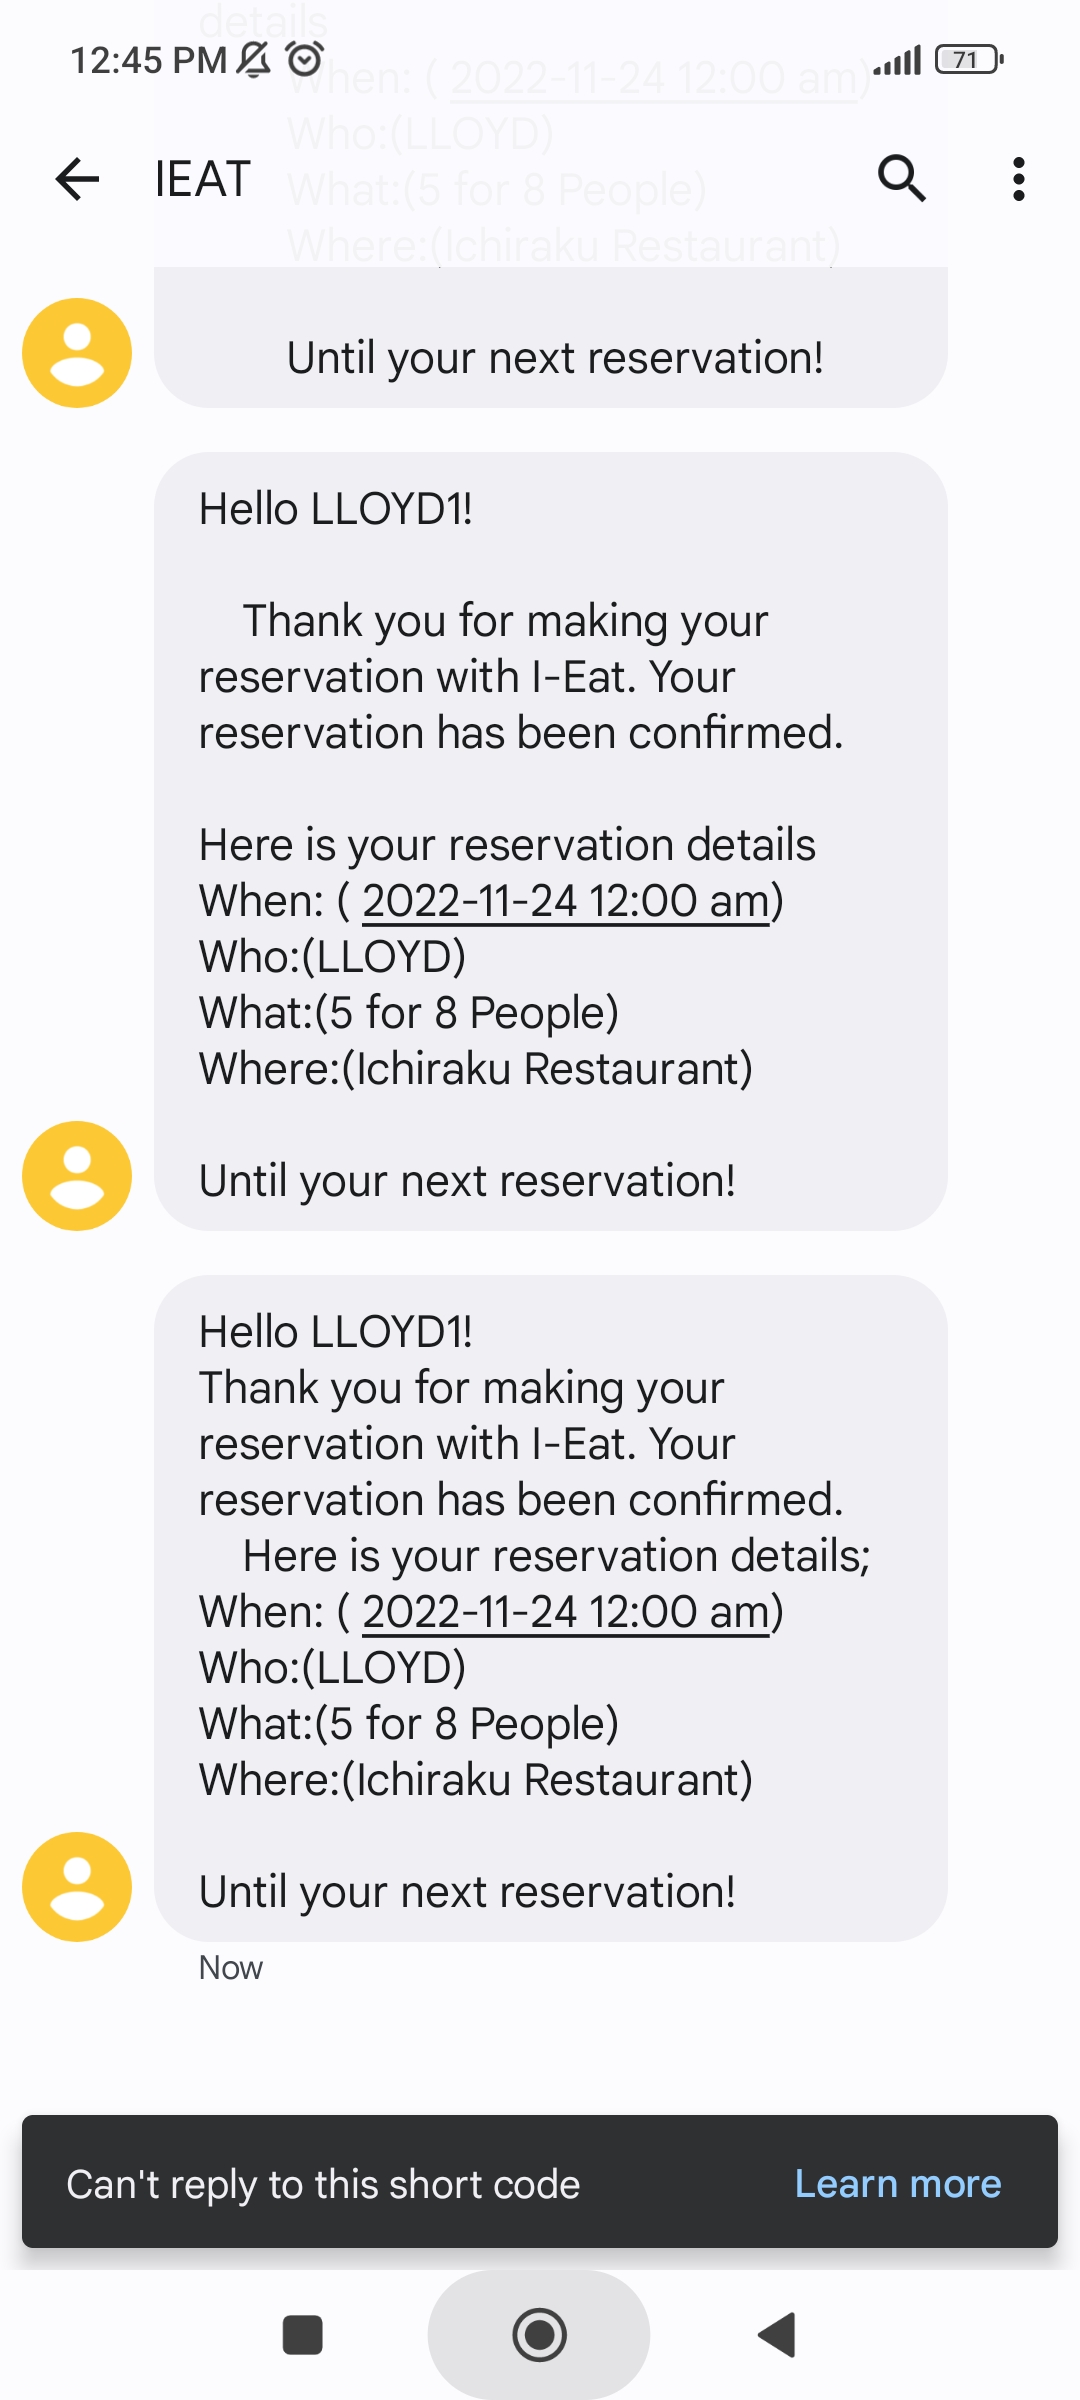 details
12:45 PM
71
When: ( 2022-11-24 12:00 am)
Who:(LLOYD)
IEAT
What:(5 for 8 People)
Where:(Ichiraku Restaurant)
Until your next reservation!
Hello LLOYD1!
Thank you for making your
reservation with I-Eat. Your
reservation has been confirmed.
Here is your reservation details
When: ( 2022-11-24 12:00 am)
Who:(LLOYD)
What:(5 for 8 People)
Where:(Ichiraku Restaurant)
Until your next reservation!
Hello LLOYD1!
Thank you for making your
reservation with I-Eat. Your
reservation has been confirmed.
Here is your reservation details;
When: ( 2022-11-24 12:00 am)
Who:(LLOYD)
What:(5 for 8 People)
Where:(Ichiraku Restaurant)
Until your next reservation!
Now
Can't reply to this short code
Learn more